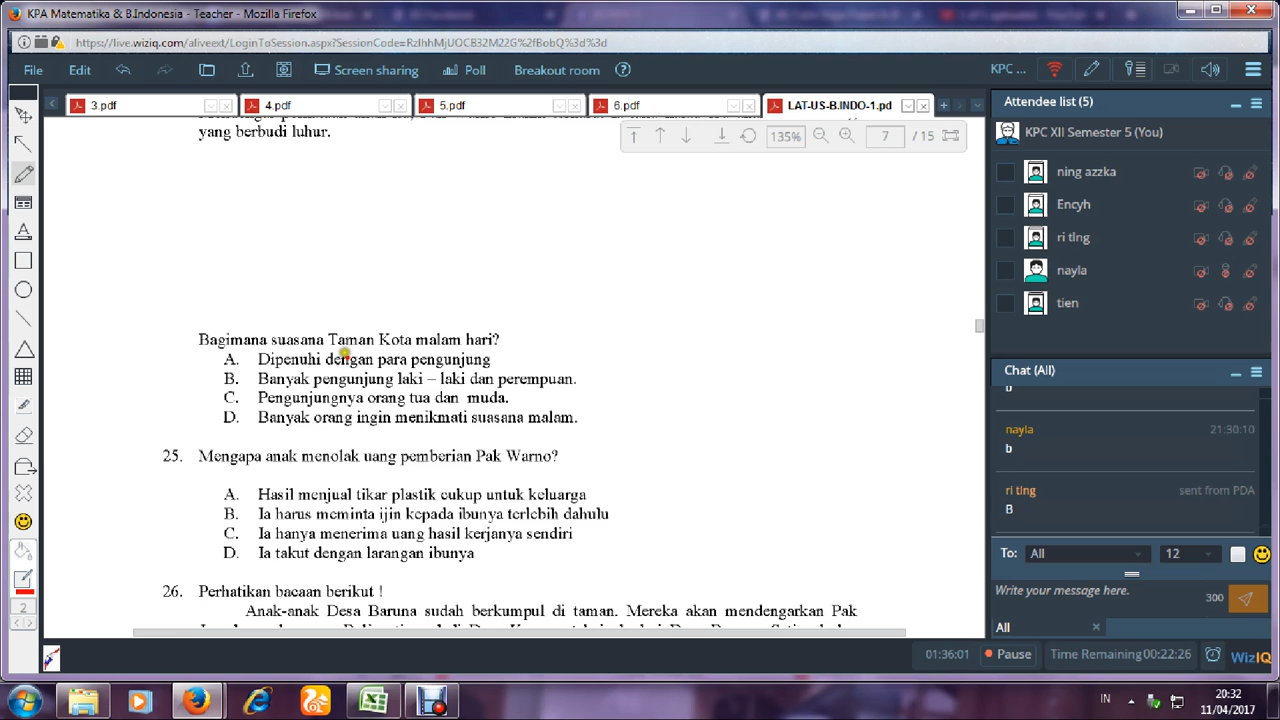 KPA Matematika & B.Indonesia - Teacher - Mozilla Firefox
https://live.wiziq.com/aliveext/LoginToSession.aspx?SessionCode=RzIhhMjUOCB32M22G%2fBobQ%3d%3d
File Edit Screen sharing Poll Breakout room KPC ...
3.pdf 4.pdf 5.pdf 6.pdf LAT-US-B.INDO-1.pd
135% 7 / 15
yang berbudi luhur.
Bagimana suasana Taman Kota malam hari?
A. Dipenuhi dengan para pengunjung
B. Banyak pengunjung laki – laki dan perempuan.
C. Pengunjungnya orang tua dan muda.
D. Banyak orang ingin menikmati suasana malam.
25. Mengapa anak menolak uang pemberian Pak Warno?
A. Hasil menjual tikar plastik cukup untuk keluarga
B. Ia harus meminta ijin kepada ibunya terlebih dahulu
C. Ia hanya menerima uang hasil kerjanya sendiri
D. Ia takut dengan larangan ibunya
26. Perhatikan bacaan berikut !
Anak-anak Desa Baruna sudah berkumpul di taman. Mereka akan mendengarkan Pak
2
Attendee list (5)
KPC XII Semester 5 (You)
ning azzka
Encyh
ri tlng
nayla
tien
Chat (All)
b
nayla 21:30:10
b
ri tlng sent from PDA
B
To: All 12
Write your message here. 300
All
01:36:01 Pause Time Remaining 00:22:26 WizIQ
IN 20:32
11/04/2017